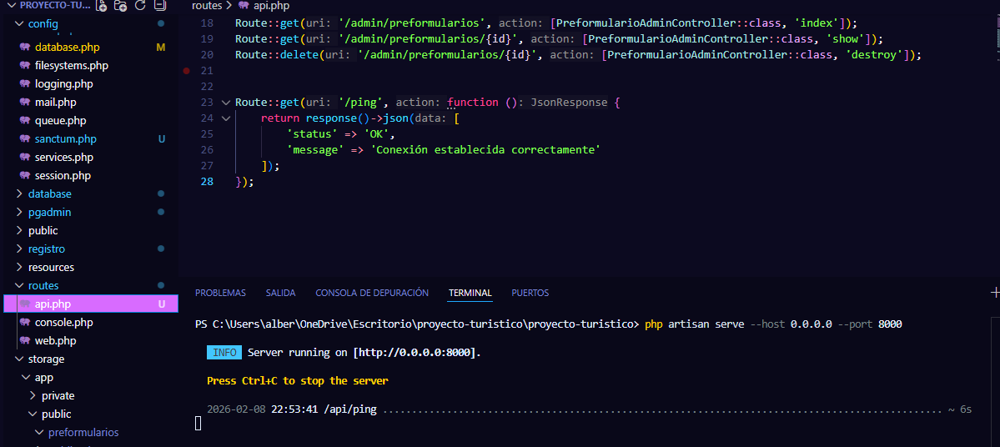 PROYECTO-TU...
config
database.php M
filesystems.php
logging.php
mail.php
queue.php
sanctum.php U
services.php
session.php
database
pgadmin
public
registro
resources
routes
api.php U
console.php
web.php
storage
app
private
public
preformularios
routes > api.php
18 Route::get(uri: '/admin/preformularios', action: [PreformularioAdminController::class, 'index']);
19 Route::get(uri: '/admin/preformularios/{id}', action: [PreformularioAdminController::class, 'show']);
20 Route::delete(uri: '/admin/preformularios/{id}', action: [PreformularioAdminController::class, 'destroy']);
21
22
23 Route::get(uri: '/ping', action: function (): JsonResponse {
24 return response()->json(data: [
25 'status' => 'OK',
26 'message' => 'Conexión establecida correctamente'
27 ]);
28 });
PROBLEMAS SALIDA CONSOLA DE DEPURACIÓN TERMINAL PUERTOS
PS C:\Users\alber\OneDrive\Escritorio\proyecto-turistico\proyecto-turistico> php artisan serve --host 0.0.0.0 --port 8000
INFO Server running on [http://0.0.0.0:8000].
Press Ctrl+C to stop the server
2026-02-08 22:53:41 /api/ping ........................................................................................ ~ 6s